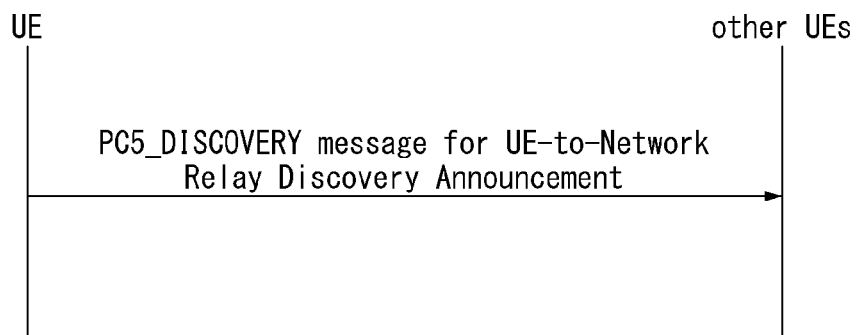 UE
other UEs
PC5_DISCOVERY message for UE-to-Network
Relay Discovery Announcement